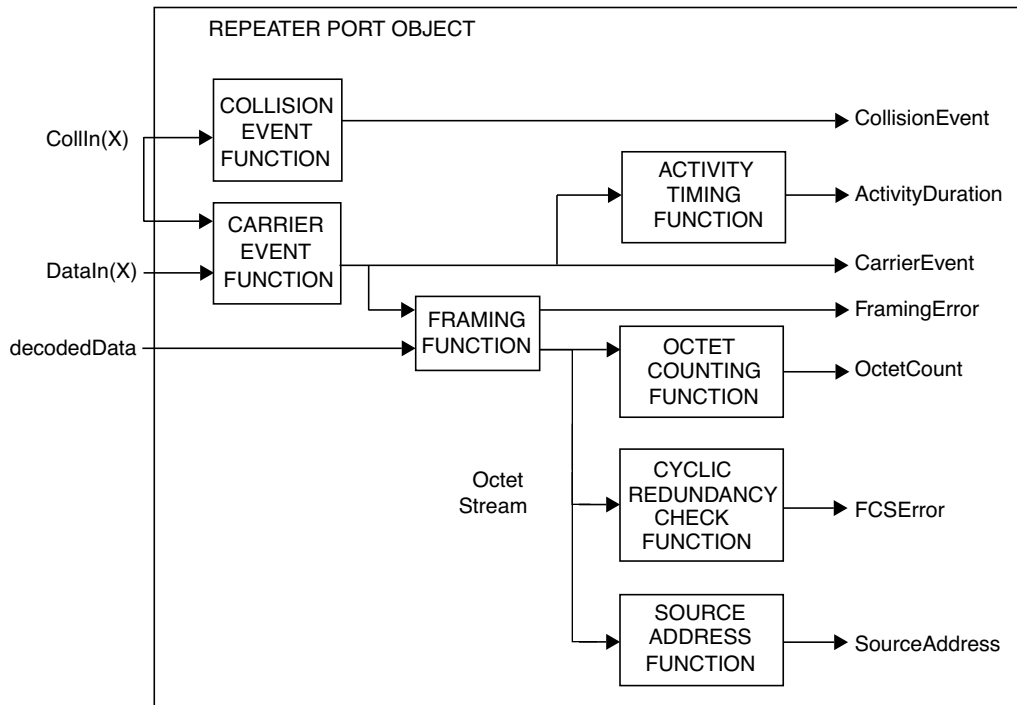 REPEATER PORT OBJECT
COLLISION
EVENT
FUNCTION
CollIn(X)
CollisionEvent
ACTIVITY
TIMING
FUNCTION
ActivityDuration
CARRIER
EVENT
FUNCTION
DataIn(X)
CarrierEvent
FRAMING
FUNCTION
FramingError
decodedData
OCTET
COUNTING
FUNCTION
OctetCount
Octet
Stream
CYCLIC
REDUNDANCY
CHECK
FUNCTION
FCSError
SOURCE
ADDRESS
FUNCTION
SourceAddress